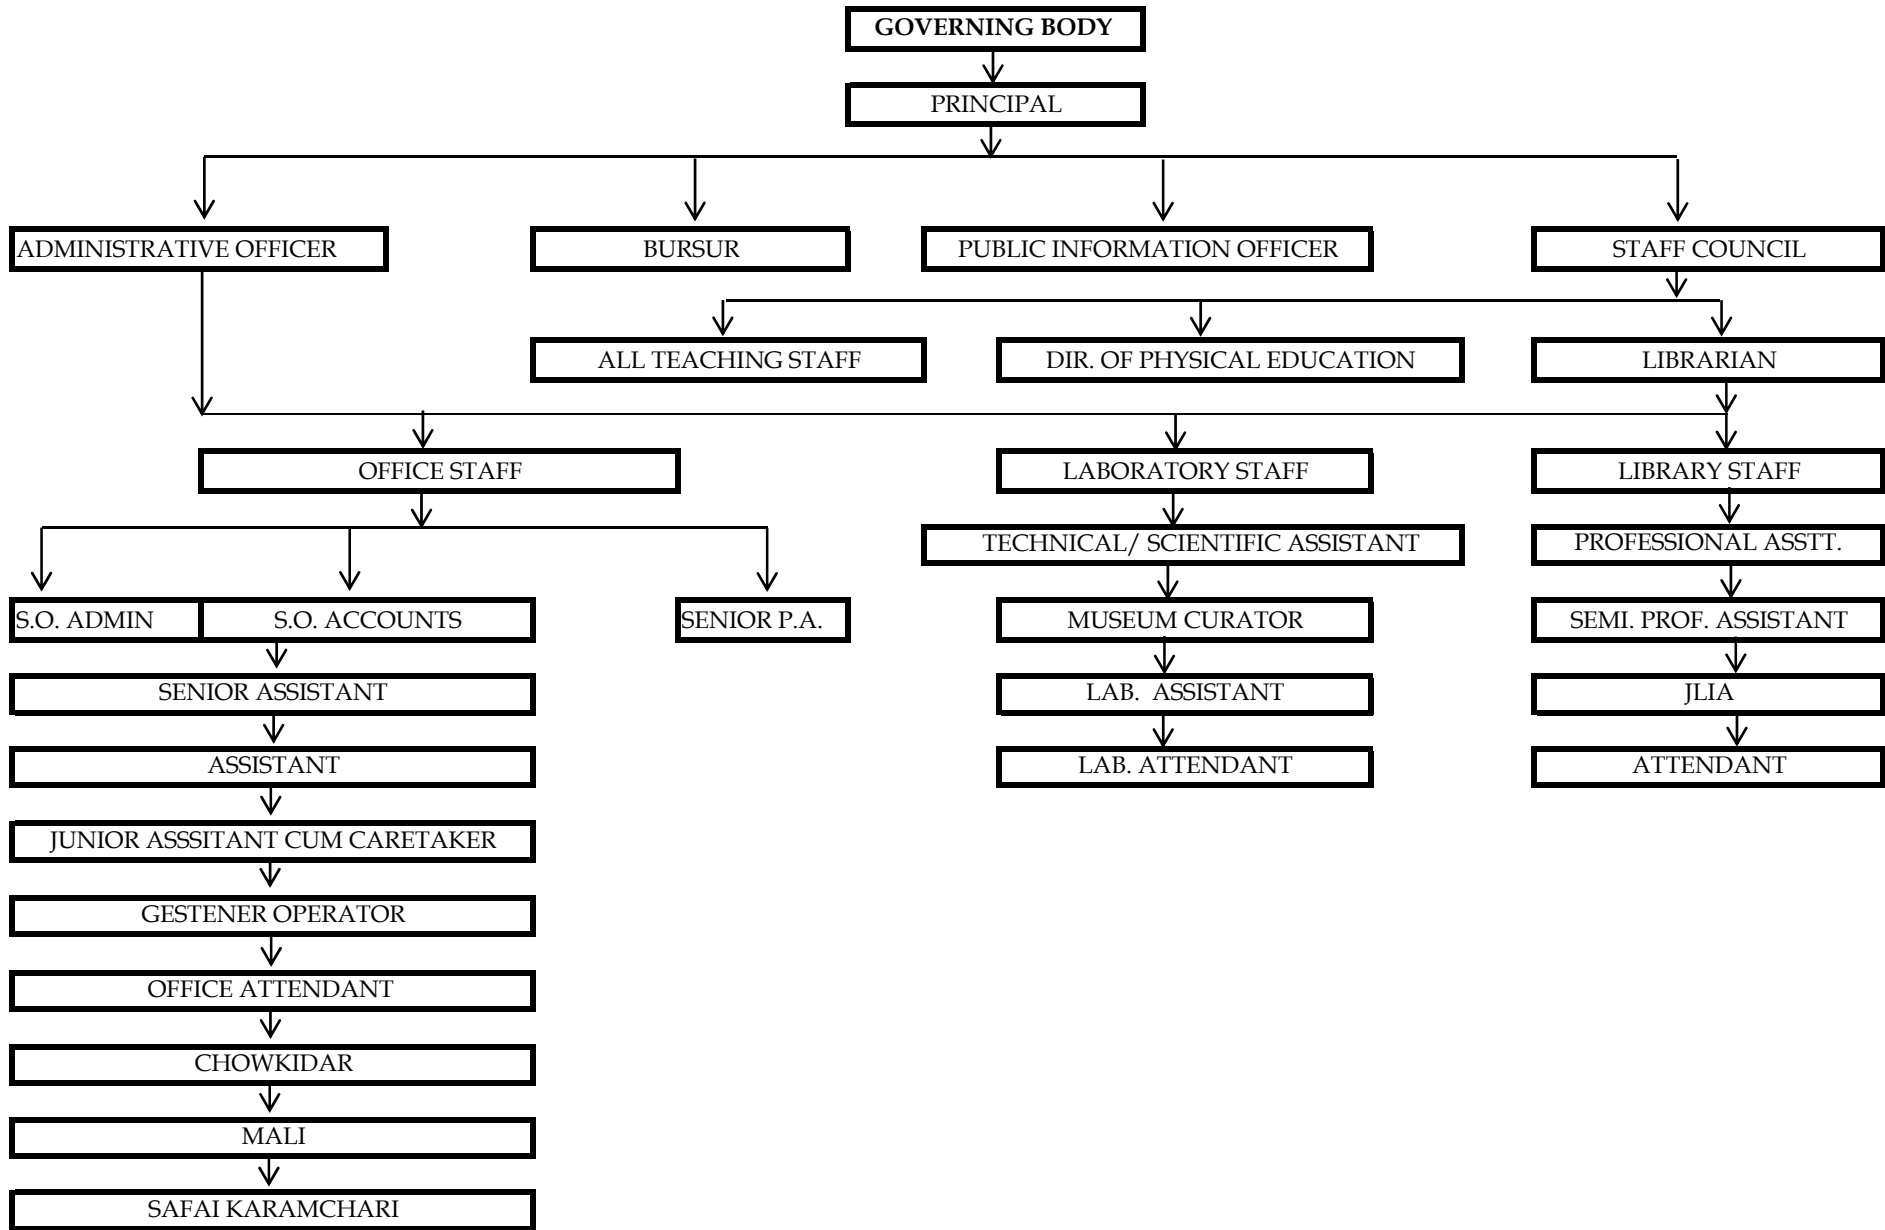 GOVERNING BODY
PRINCIPAL
ADMINISTRATIVE OFFICER
BURSUR
PUBLIC INFORMATION OFFICER
STAFF COUNCIL
ALL TEACHING STAFF
DIR. OF PHYSICAL EDUCATION
LIBRARIAN
OFFICE STAFF
LABORATORY STAFF
LIBRARY STAFF
TECHNICAL/ SCIENTIFIC ASSISTANT
PROFESSIONAL ASSTT.
S.O. ADMIN
S.O. ACCOUNTS
SENIOR P.A.
MUSEUM CURATOR
SEMI. PROF. ASSISTANT
SENIOR ASSISTANT
LAB. ASSISTANT
JLIA
ASSISTANT
LAB. ATTENDANT
ATTENDANT
JUNIOR ASSSITANT CUM CARETAKER
GESTENER OPERATOR
OFFICE ATTENDANT
CHOWKIDAR
MALI
SAFAI KARAMCHARI